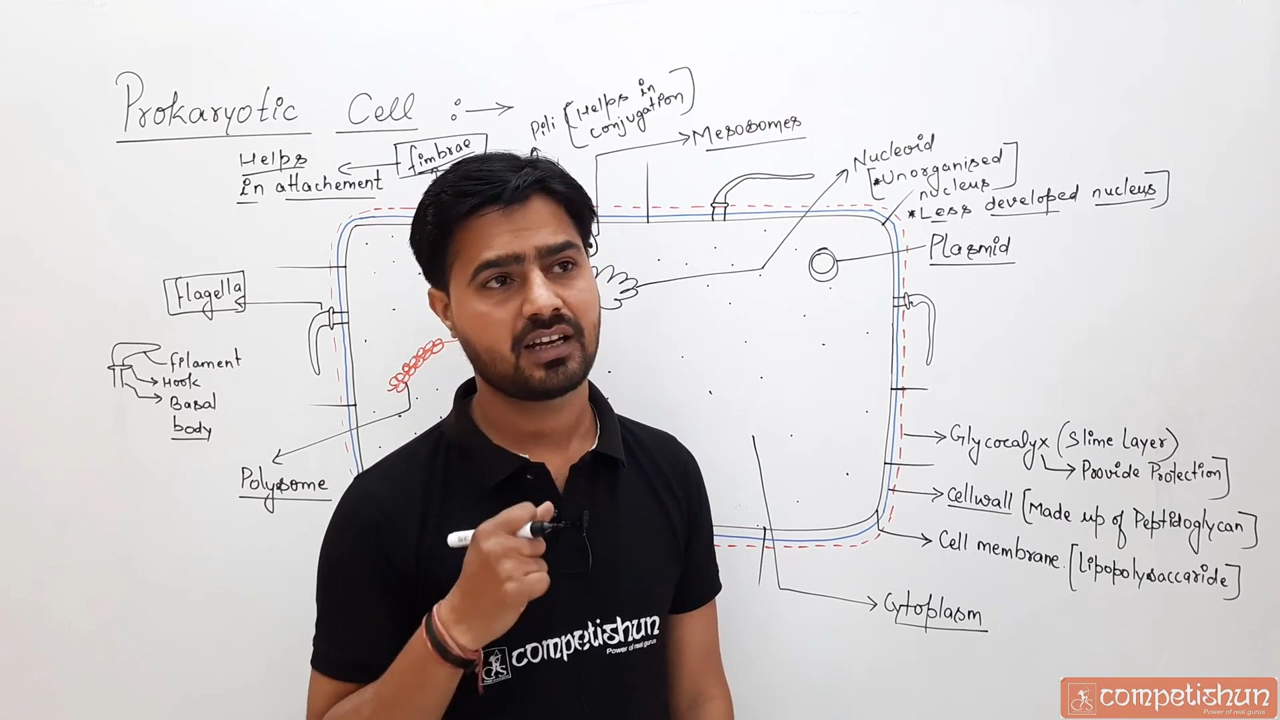 Prokaryotic Cell :→
Pili [Helps in
conjugation]
Mesosomes
fimbrae
Helps
in attachement
Nucleoid
[*Unorganised
nucleus]
*Less developed nucleus]
Plasmid
flagella
filament
Hook
Basal
body
Polysome
Glycocalyx (Slime Layer)
Provide Protection]
Cellwall [Made up of Peptidoglycan]
Cell membrane. [lipopolysaccaride]
Cytoplasm
competishun
Power of real gurus
competishun
Power of real gurus